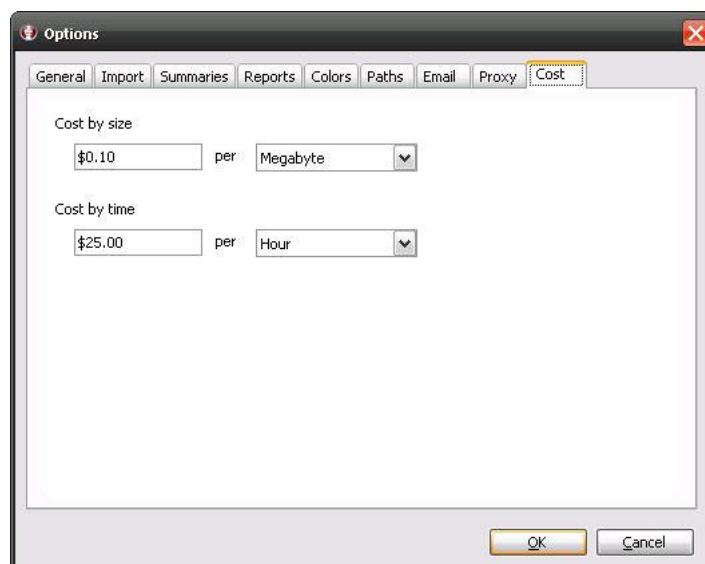 Options
General Import Summaries Reports Colors Paths Email Proxy Cost
Cost by size
$0.10 per Megabyte
Cost by time
$25.00 per Hour
OK Cancel